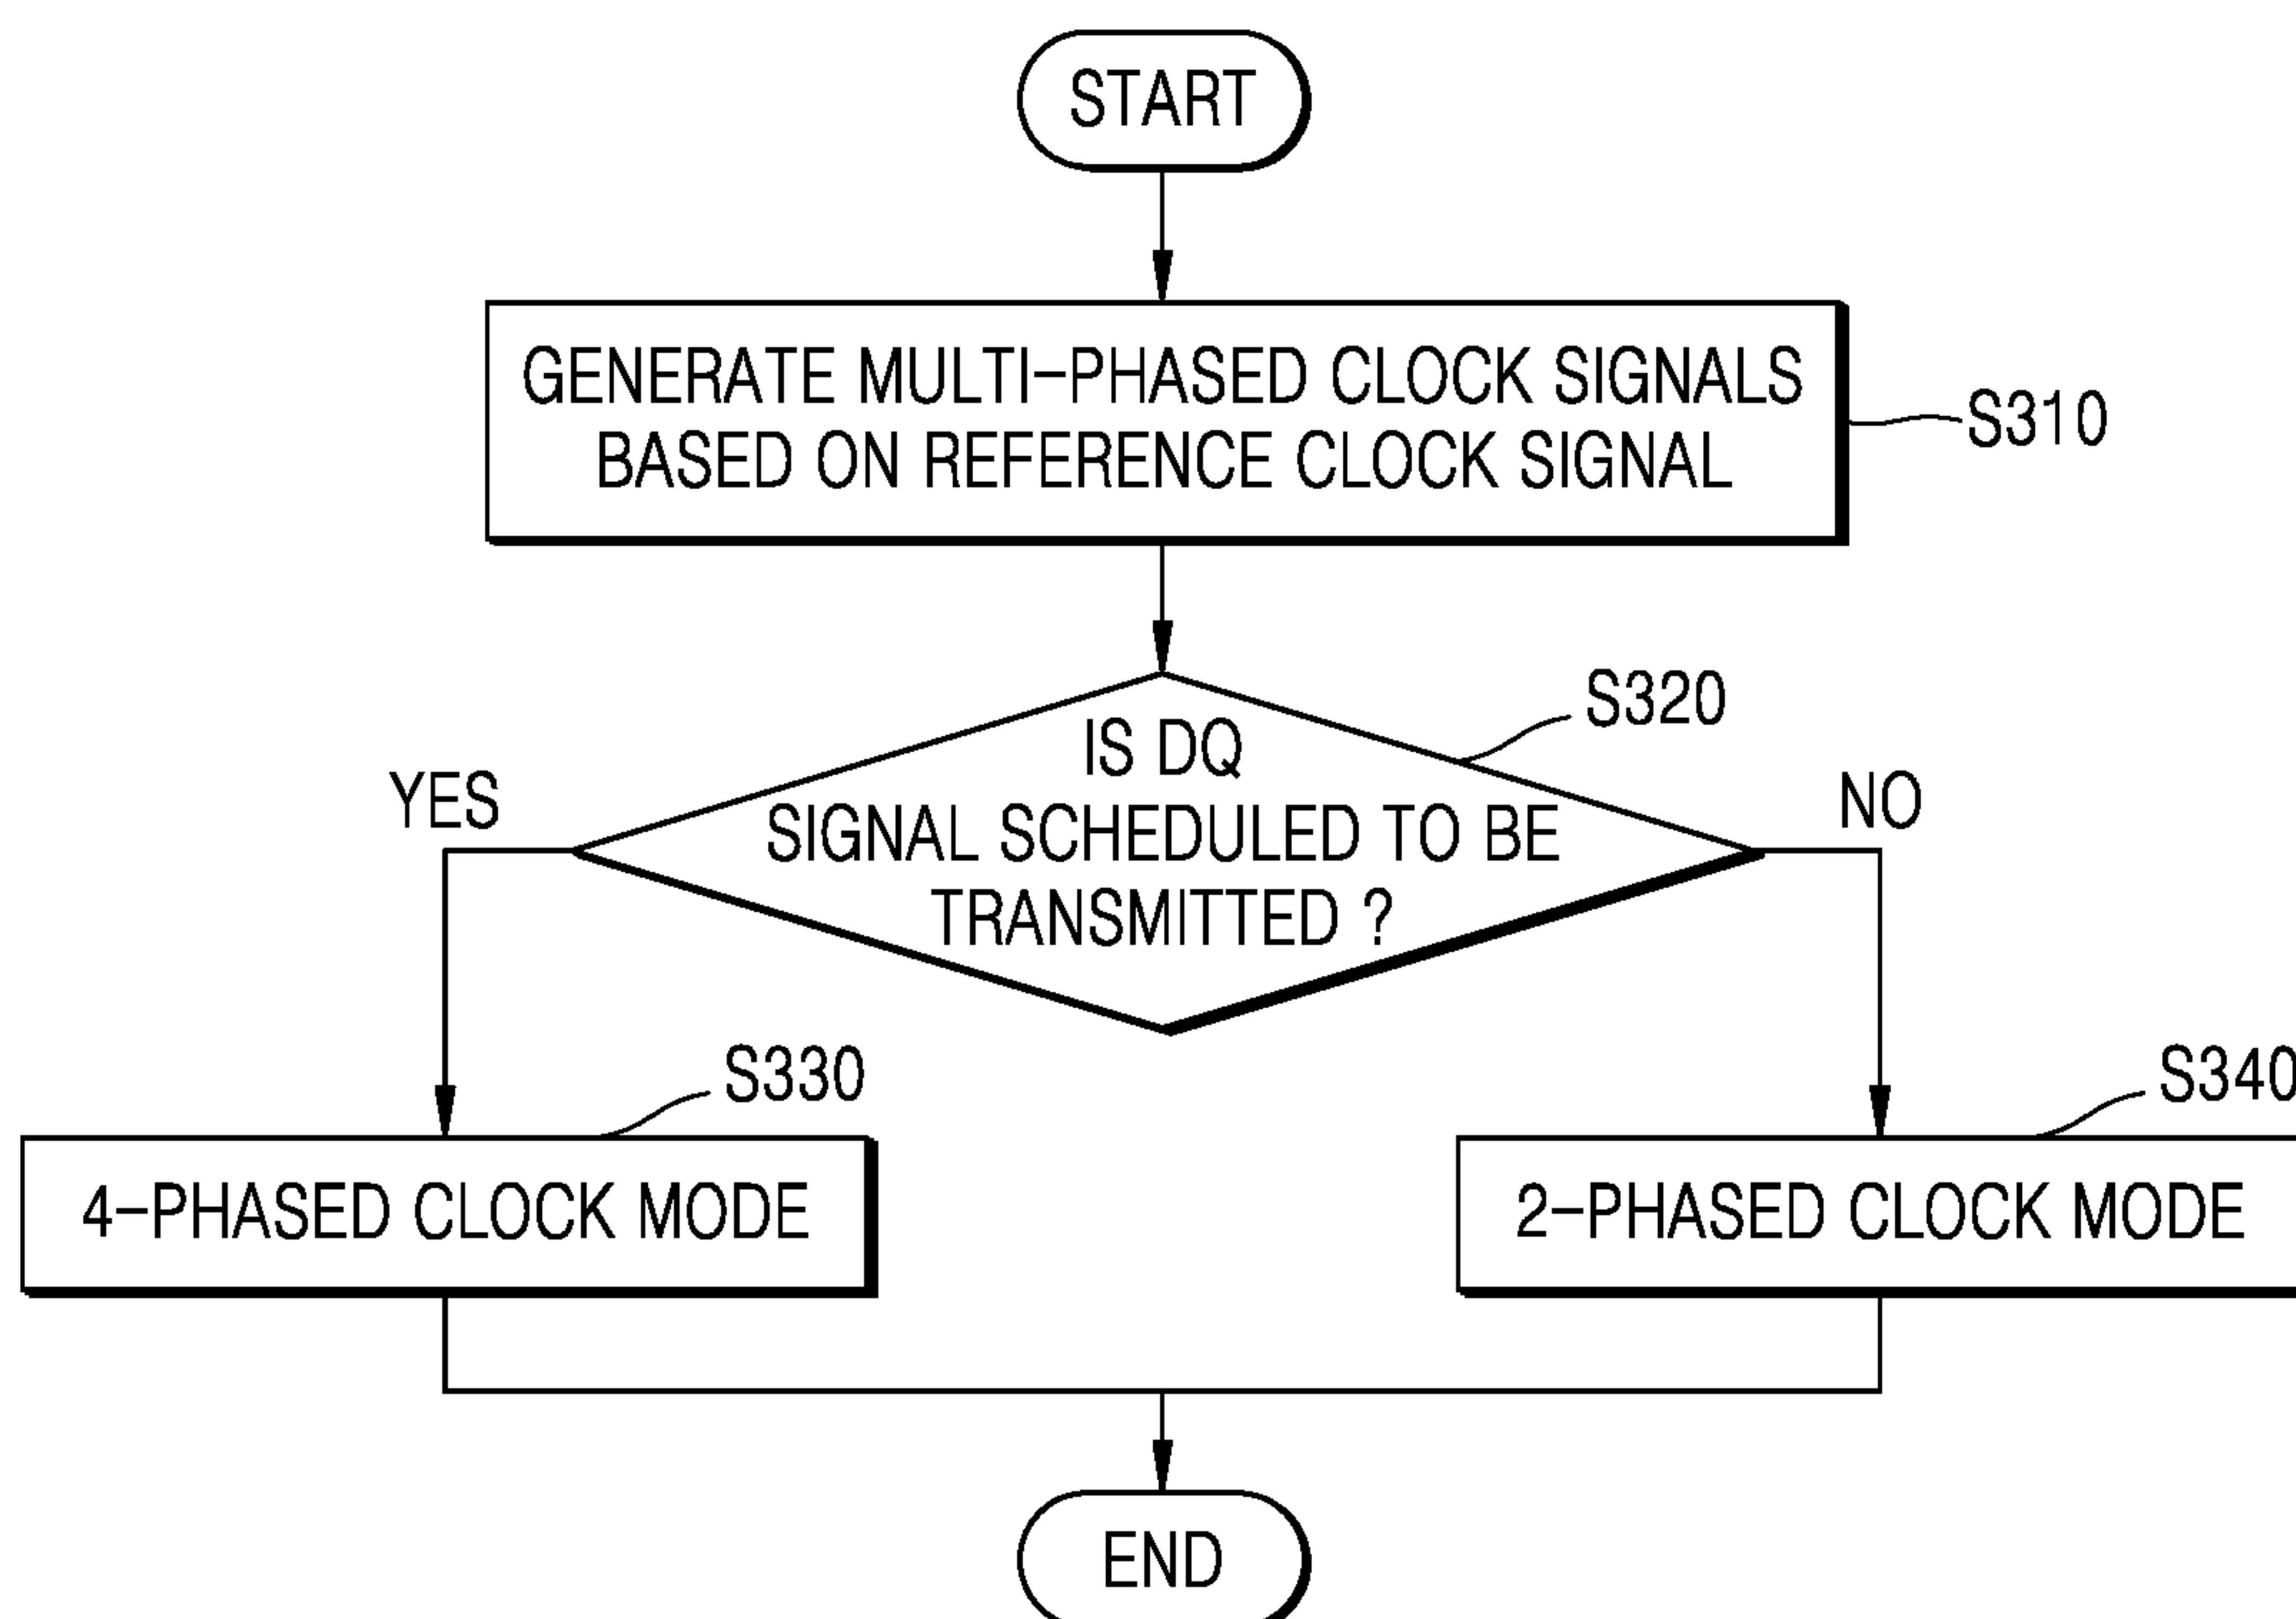 START
GENERATE MULTI-PHASED CLOCK SIGNALS
BASED ON REFERENCE CLOCK SIGNAL
S310
S320
IS DQ
SIGNAL SCHEDULED TO BE
TRANSMITTED ?
YES
NO
S330
4-PHASED CLOCK MODE
S340
2-PHASED CLOCK MODE
END